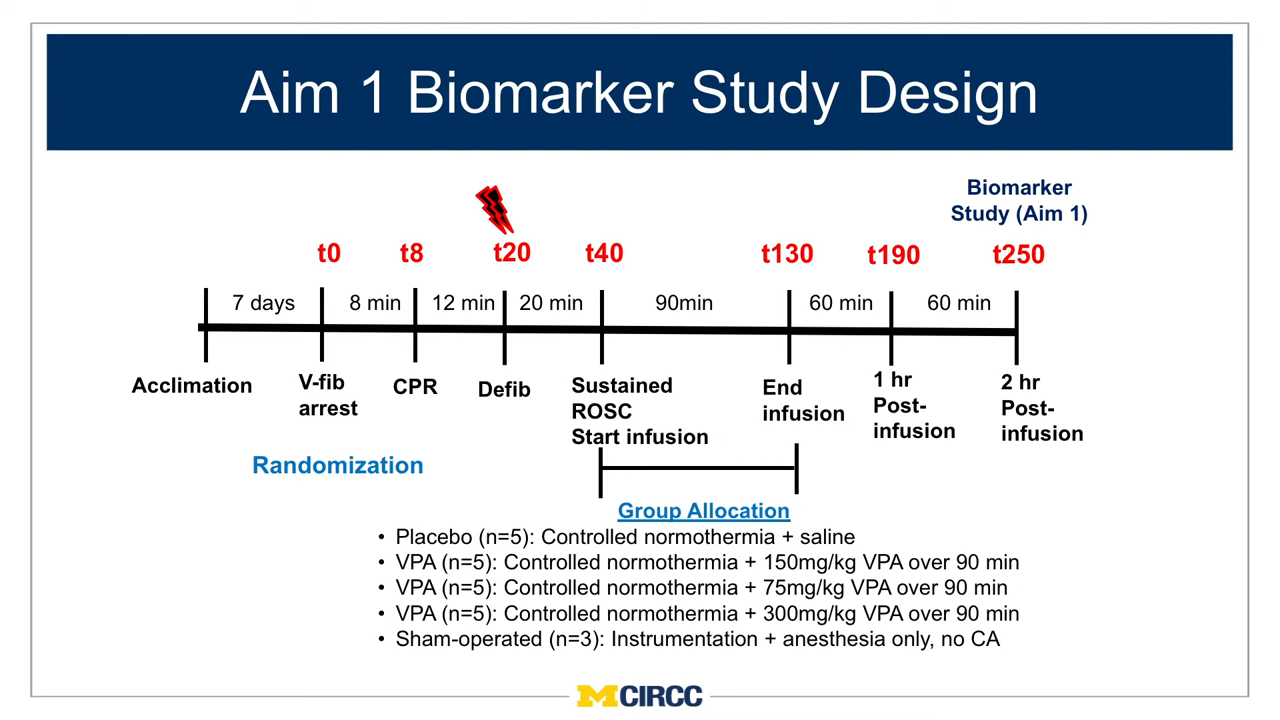 Aim 1 Biomarker Study Design
Biomarker
Study (Aim 1)
t0 t8 t20 t40 t130 t190 t250
7 days 8 min 12 min 20 min 90min 60 min 60 min
Acclimation
V-fib
arrest
CPR
Defib
Sustained
ROSC
Start infusion
End
infusion
1 hr
Post-
infusion
2 hr
Post-
infusion
Randomization
Group Allocation
• Placebo (n=5): Controlled normothermia + saline
• VPA (n=5): Controlled normothermia + 150mg/kg VPA over 90 min
• VPA (n=5): Controlled normothermia + 75mg/kg VPA over 90 min
• VPA (n=5): Controlled normothermia + 300mg/kg VPA over 90 min
• Sham-operated (n=3): Instrumentation + anesthesia only, no CA
MCIRCC